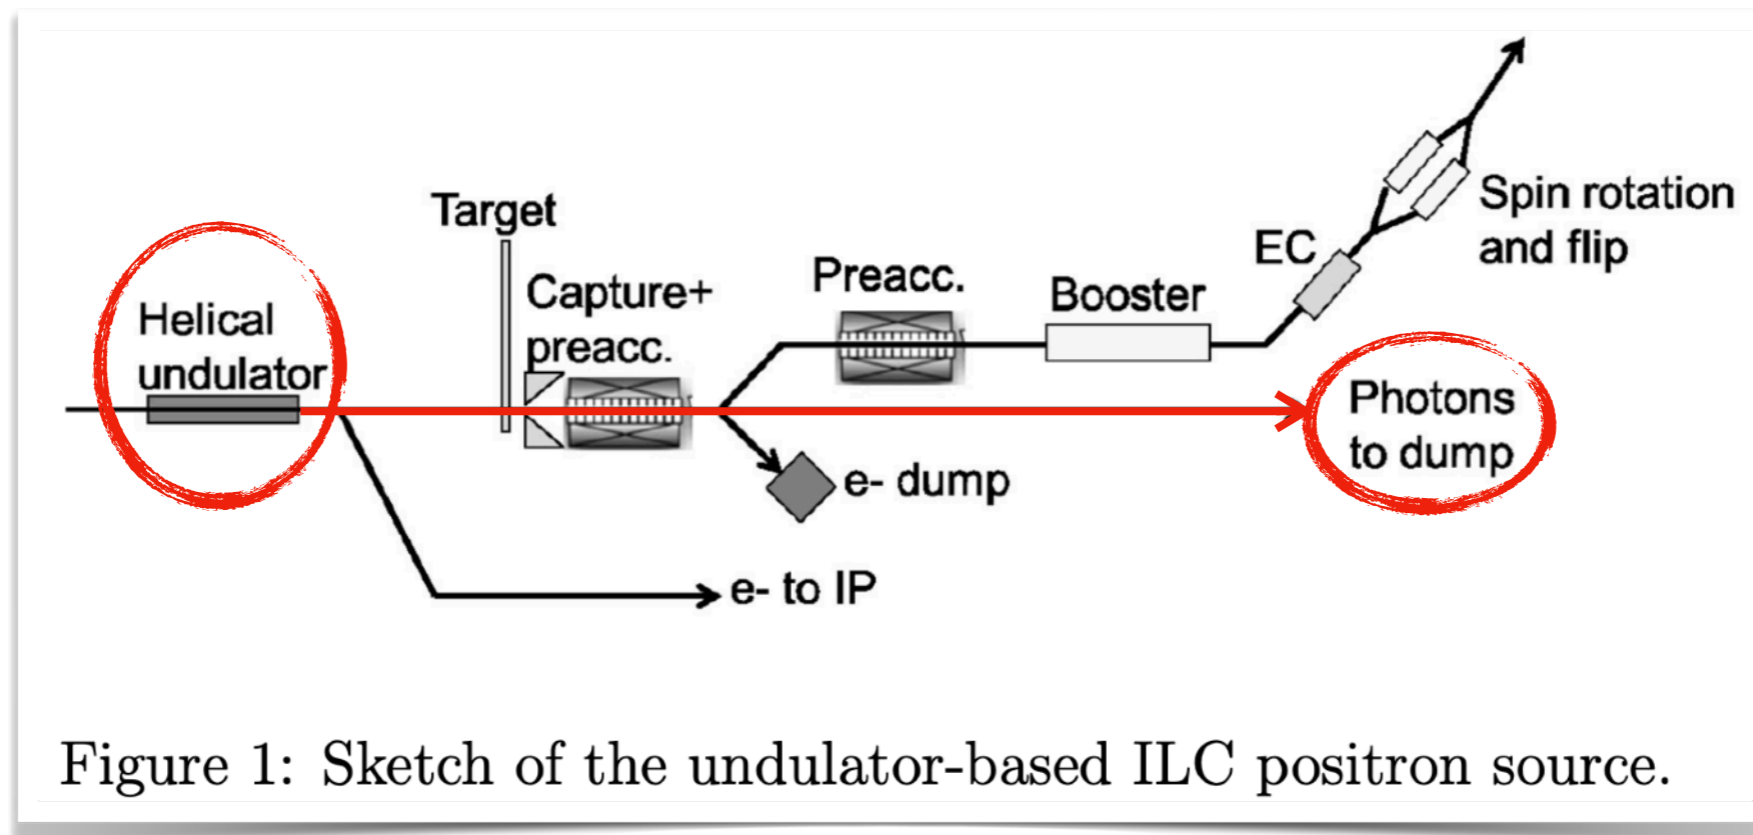 Target
Helical
undulator
Capture+
preacc.
Preacc.
Booster
EC
Spin rotation
and flip
Photons
to dump
e- dump
e- to IP
Figure 1: Sketch of the undulator-based ILC positron source.